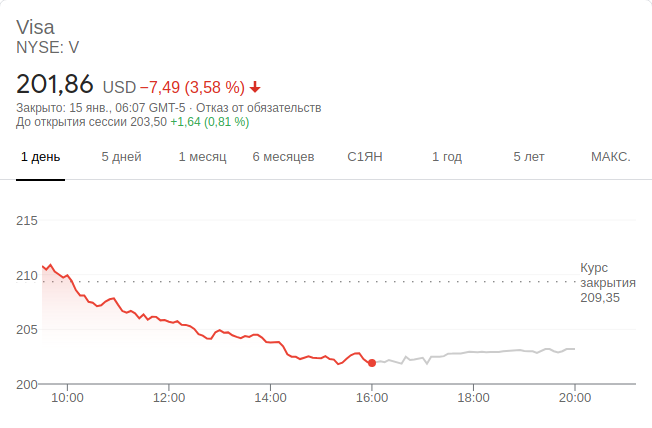 Visa
NYSE: V
201,86 USD −7,49 (3,58 %)
Закрыто: 15 янв., 06:07 GMT-5 · Отказ от обязательств
До открытия сессии 203,50 +1,64 (0,81 %)
1 день 5 дней 1 месяц 6 месяцев С1ЯН 1 год 5 лет МАКС.
215
210
205
200
Курс
закрытия
209,35
10:00 12:00 14:00 16:00 18:00 20:00